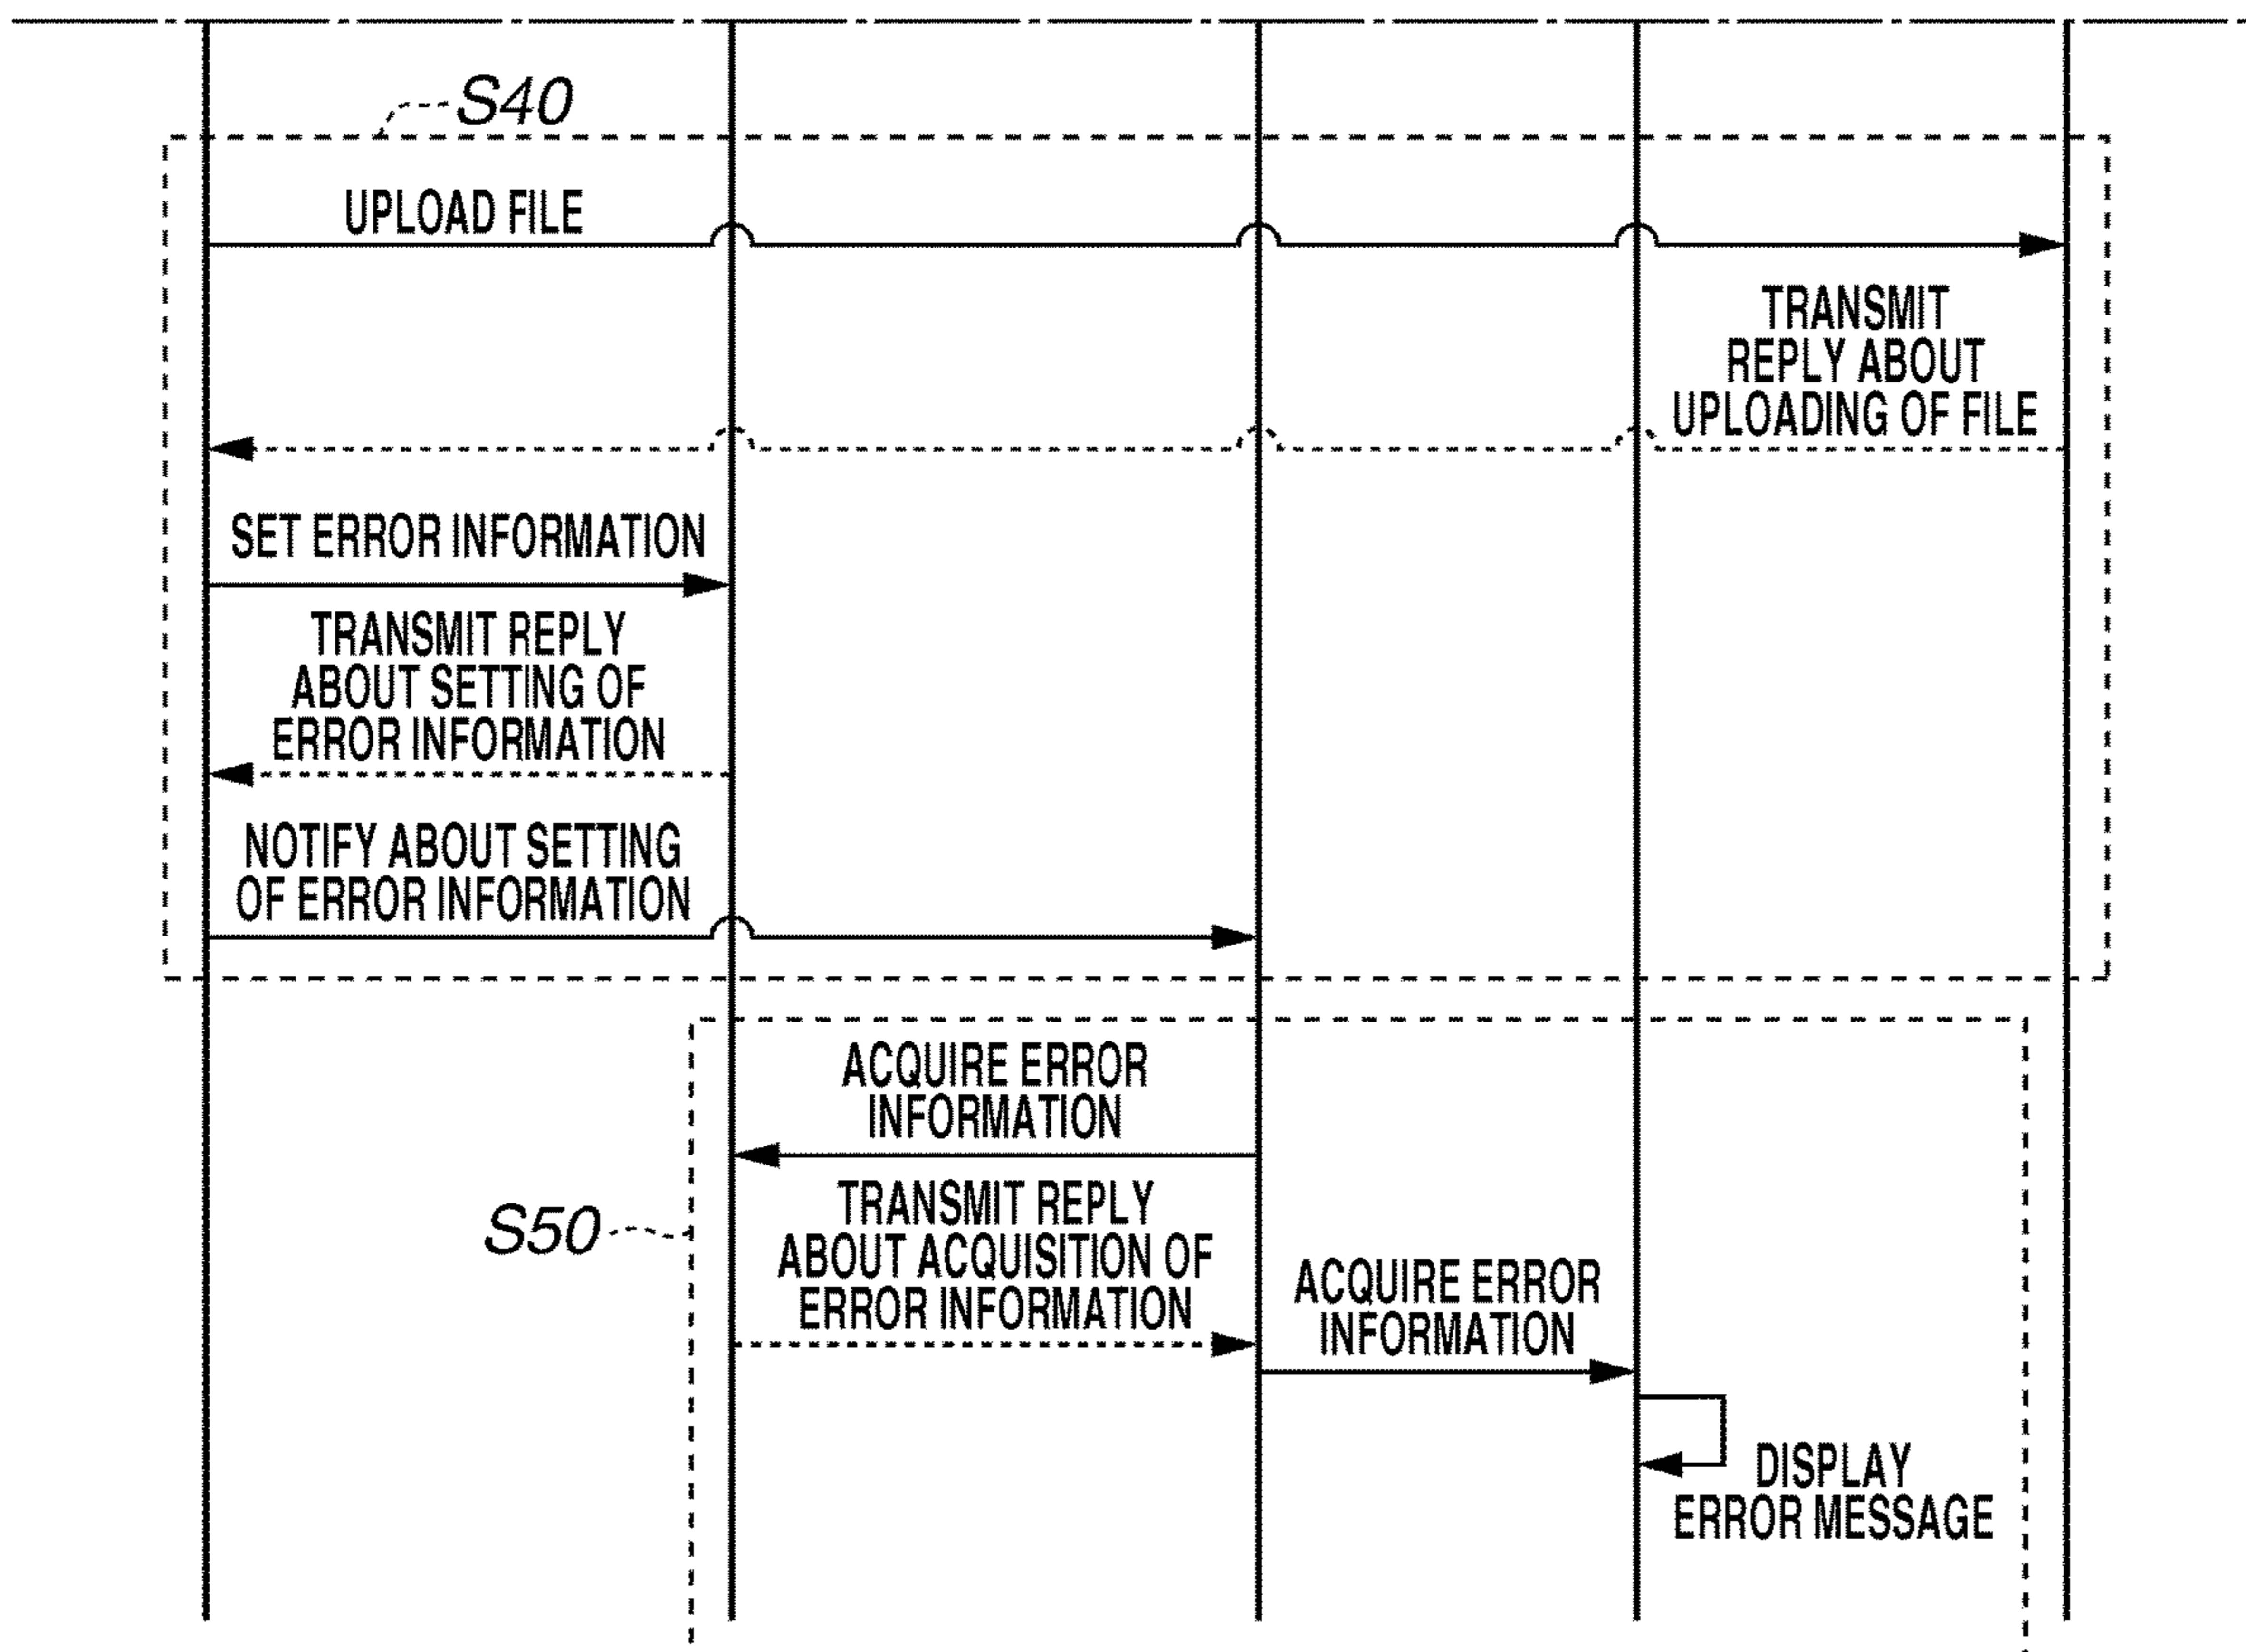 S40
UPLOAD FILE
TRANSMIT
REPLY ABOUT
UPLOADING OF FILE
SET ERROR INFORMATION
TRANSMIT REPLY
ABOUT SETTING OF
ERROR INFORMATION
NOTIFY ABOUT SETTING
OF ERROR INFORMATION
ACQUIRE ERROR
INFORMATION
S50
TRANSMIT REPLY
ABOUT ACQUISITION OF
ERROR INFORMATION
ACQUIRE ERROR
INFORMATION
DISPLAY
ERROR MESSAGE